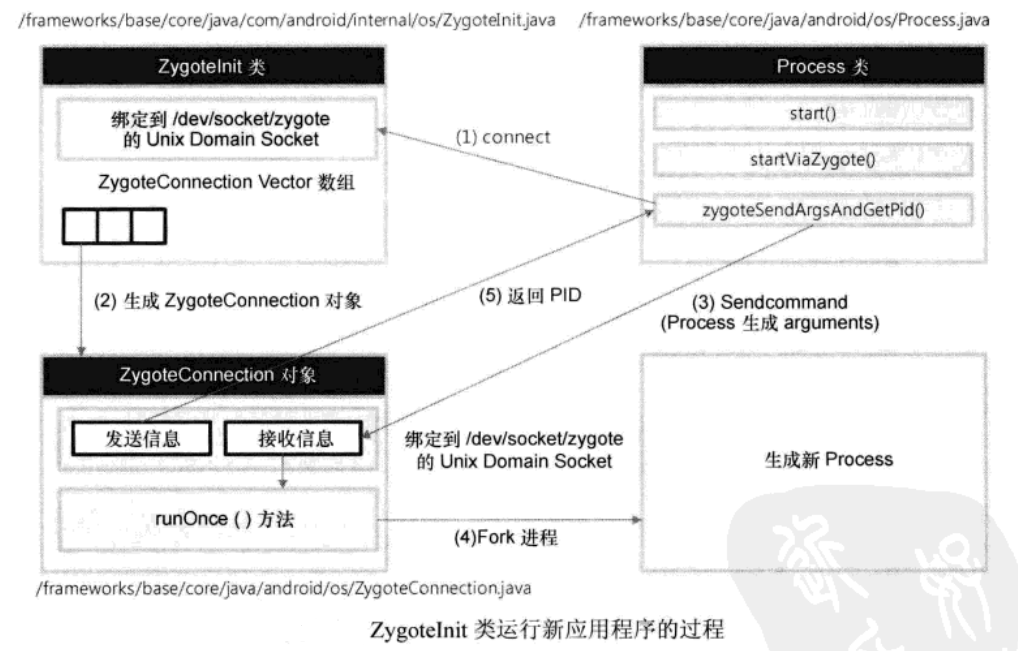 /frameworks/base/core/java/com/android/internal/os/ZygoteInit.java
/frameworks/base/core/java/android/os/Process.java
ZygoteInit 类
绑定到 /dev/socket/zygote
的 Unix Domain Socket
ZygoteConnection Vector 数组
Process 类
start()
startViaZygote()
zygoteSendArgsAndGetPid()
(1) connect
(2) 生成 ZygoteConnection 对象
(5) 返回 PID
(3) Sendcommand
(Process 生成 arguments)
ZygoteConnection 对象
发送信息
接收信息
runOnce ( ) 方法
绑定到 /dev/socket/zygote
的 Unix Domain Socket
(4)Fork 进程
生成新 Process
/frameworks/base/core/java/android/os/ZygoteConnection.java
ZygoteInit 类运行新应用程序的过程